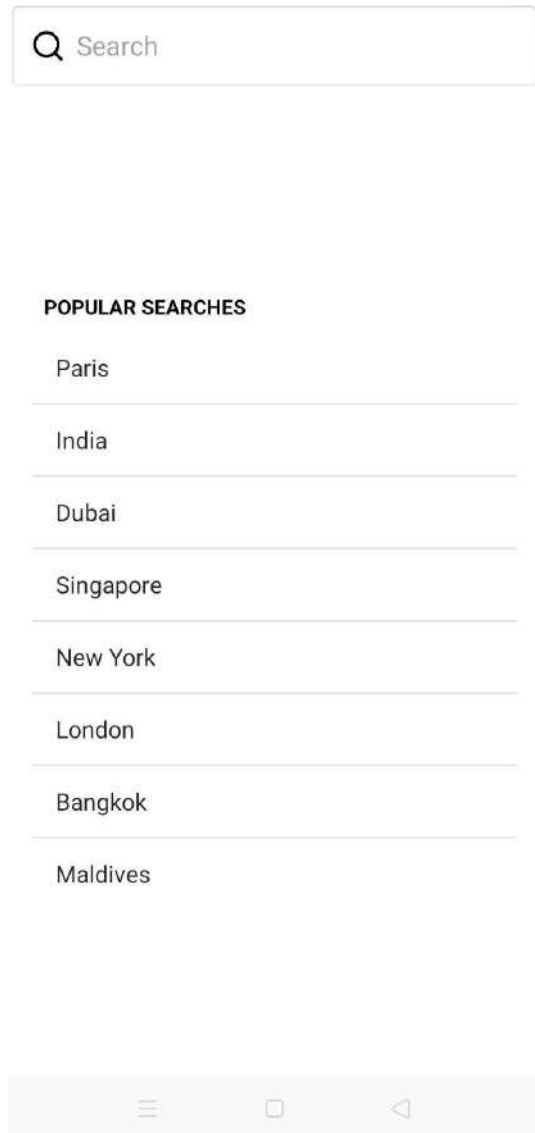 Search
POPULAR SEARCHES
Paris
India
Dubai
Singapore
New York
London
Bangkok
Maldives